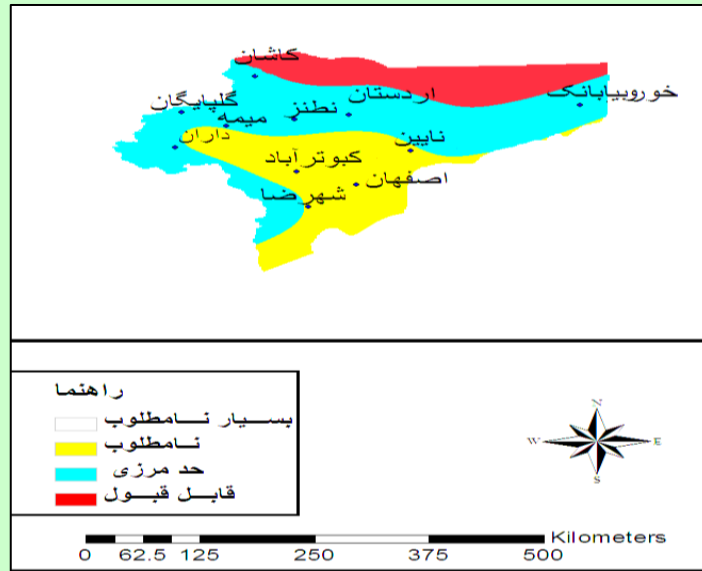 کاشان
خوروبیابانک
اردستان
گلپایگان
نطنز
میمه
داران
نایین
کبوترآباد
اصفهان
شهرضا
راهنما
بسیار نامطلوب
نامطلوب
حد مرزی
قابل قبول
N
W E
S
Kilometers
0 62.5 125 250 375 500